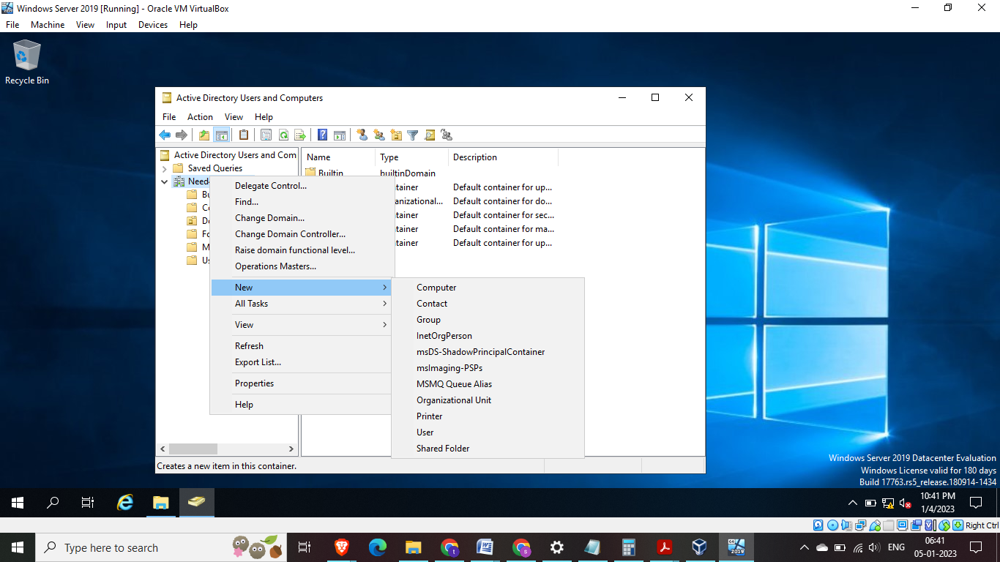 Windows Server 2019 [Running] - Oracle VM VirtualBox
File Machine View Input Devices Help
Recycle Bin
Active Directory Users and Computers
File Action View Help
Active Directory Users and Com
Saved Queries
Need
Bu
Co
Do
Fo
M
Us
Name Type Description
Builtin builtinDomain
tainer Default container for up...
anizational... Default container for do...
tainer Default container for sec...
tainer Default container for ma...
tainer Default container for up...
Delegate Control...
Find...
Change Domain...
Change Domain Controller...
Raise domain functional level...
Operations Masters...
New
All Tasks
View
Refresh
Export List...
Properties
Help
Computer
Contact
Group
InetOrgPerson
msDS-ShadowPrincipalContainer
msImaging-PSPs
MSMQ Queue Alias
Organizational Unit
Printer
User
Shared Folder
Creates a new item in this container.
Windows Server 2019 Datacenter Evaluation
Windows License valid for 180 days
Build 17763.rs5_release.180914-1434
10:41 PM
1/4/2023
Right Ctrl
Type here to search
2019
ENG
06:41
05-01-2023